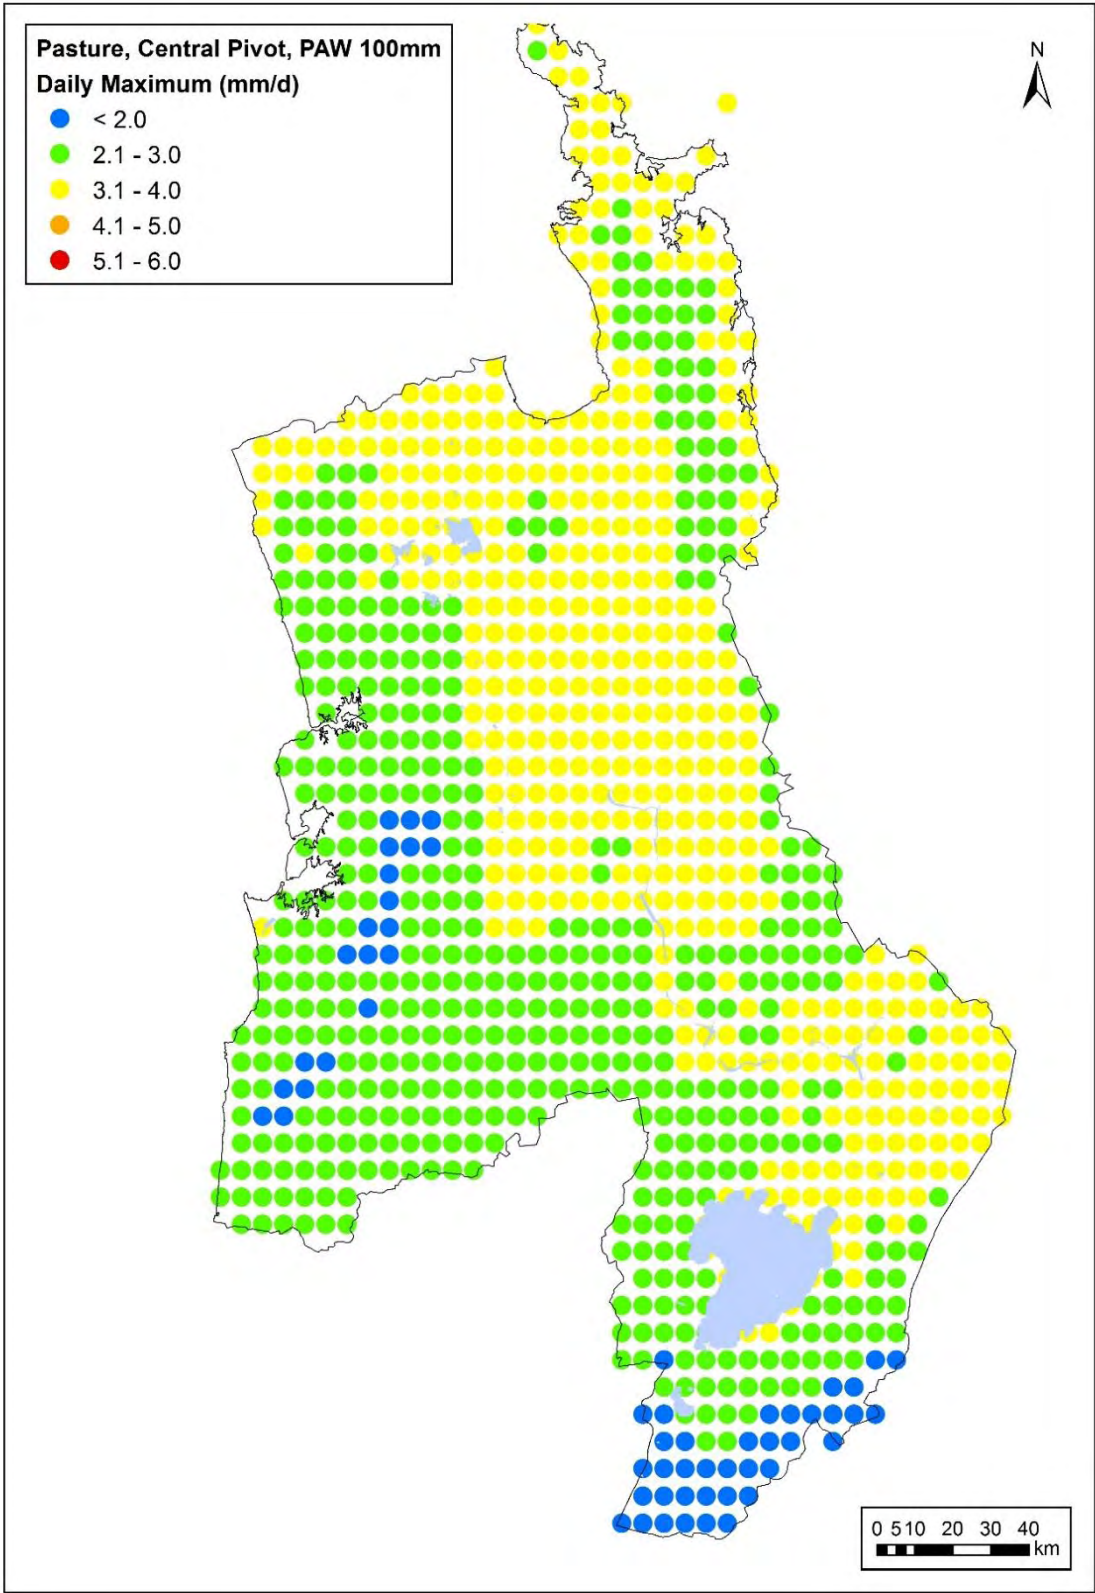 Pasture, Central Pivot, PAW 100mm
Daily Maximum (mm/d)
< 2.0
2.1 - 3.0
3.1 - 4.0
4.1 - 5.0
5.1 - 6.0
N
0 5 10 20 30 40
km